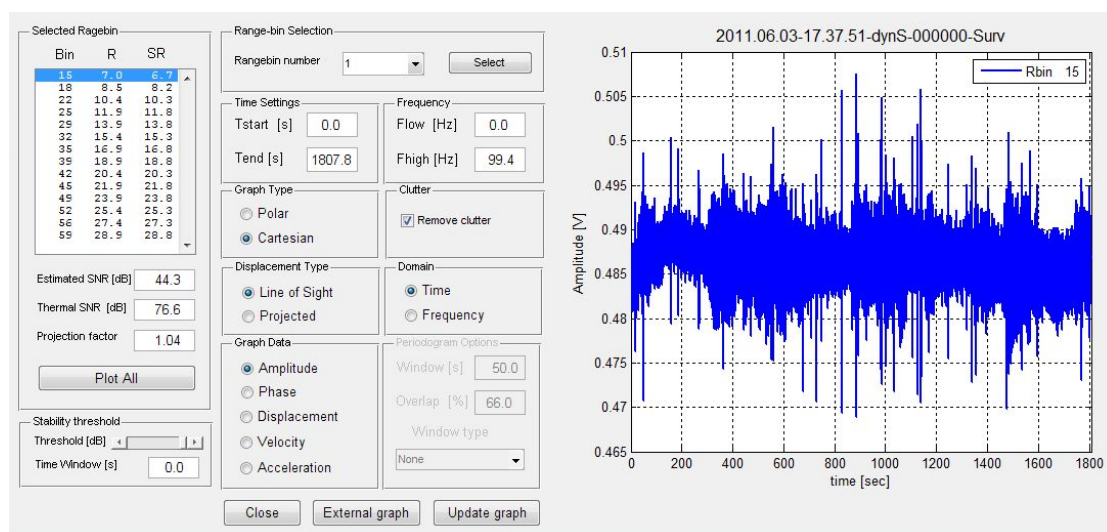 Selected Ragebin
Bin R SR
15 7.0 6.7
18 8.5 8.2
22 10.4 10.3
25 11.9 11.8
29 13.9 13.8
32 15.4 15.3
35 16.9 16.8
39 18.9 18.8
42 20.4 20.3
45 21.9 21.8
49 23.9 23.8
52 25.4 25.3
56 27.4 27.3
59 28.9 28.8
Estimated SNR [dB] 44.3
Thermal SNR [dB] 76.6
Projection factor 1.04
Plot All
Stability threshold
Threshold [dB]
Time Window [s] 0.0
Range-bin Selection
Rangebin number 1 Select
Time Settings
Tstart [s] 0.0
Tend [s] 1807.8
Frequency
Flow [Hz] 0.0
Fhigh [Hz] 99.4
Graph Type
Polar
Cartesian
Clutter
Remove clutter
Displacement Type
Line of Sight
Projected
Domain
Time
Frequency
Graph Data
Amplitude
Phase
Displacement
Velocity
Acceleration
Periodogram Options
Window [s] 50.0
Overlap [%] 66.0
Window type
None
Close External graph Update graph
2011.06.03-17.37.51-dynS-000000-Surv
Rbin 15
Amplitude [V]
0.51
0.505
0.5
0.495
0.49
0.485
0.48
0.475
0.47
0.465
0 200 400 600 800 1000 1200 1400 1600 1800
time [sec]